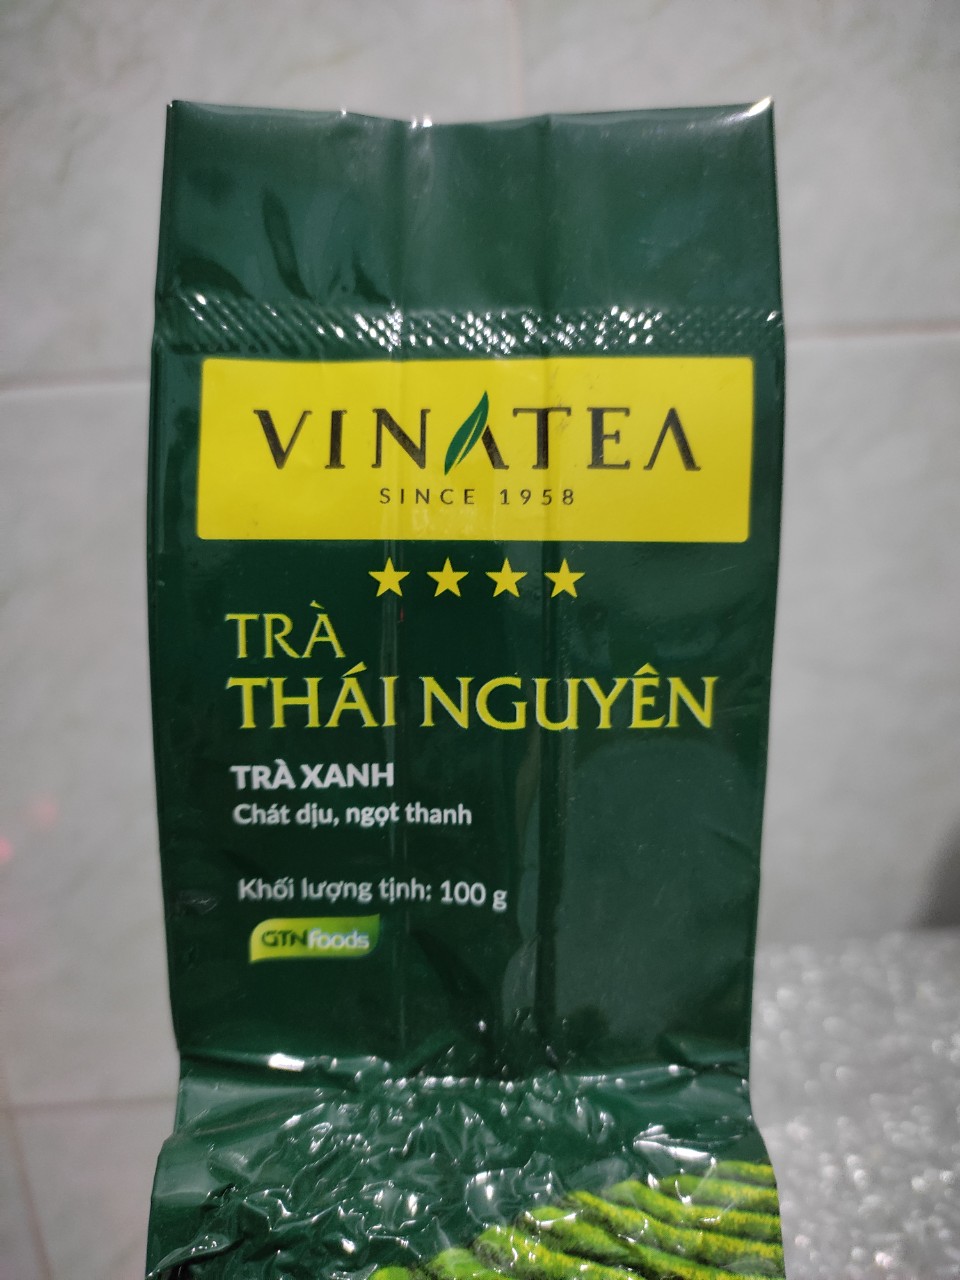 VINATEA
SINCE 1958
TRÀ
THÁI NGUYÊN
TRÀ XANH
Chát dịu, ngọt thanh
Khối lượng tịnh: 100 g
GTNfoods